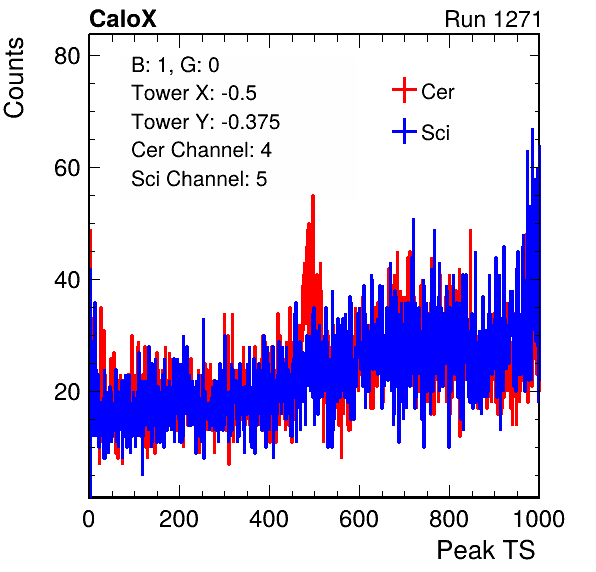 CaloX
Run 1271
Counts
B: 1, G: 0
Tower X: -0.5
Tower Y: -0.375
Cer Channel: 4
Sci Channel: 5
Cer
Sci
80
60
40
20
0 200 400 600 800 1000
Peak TS